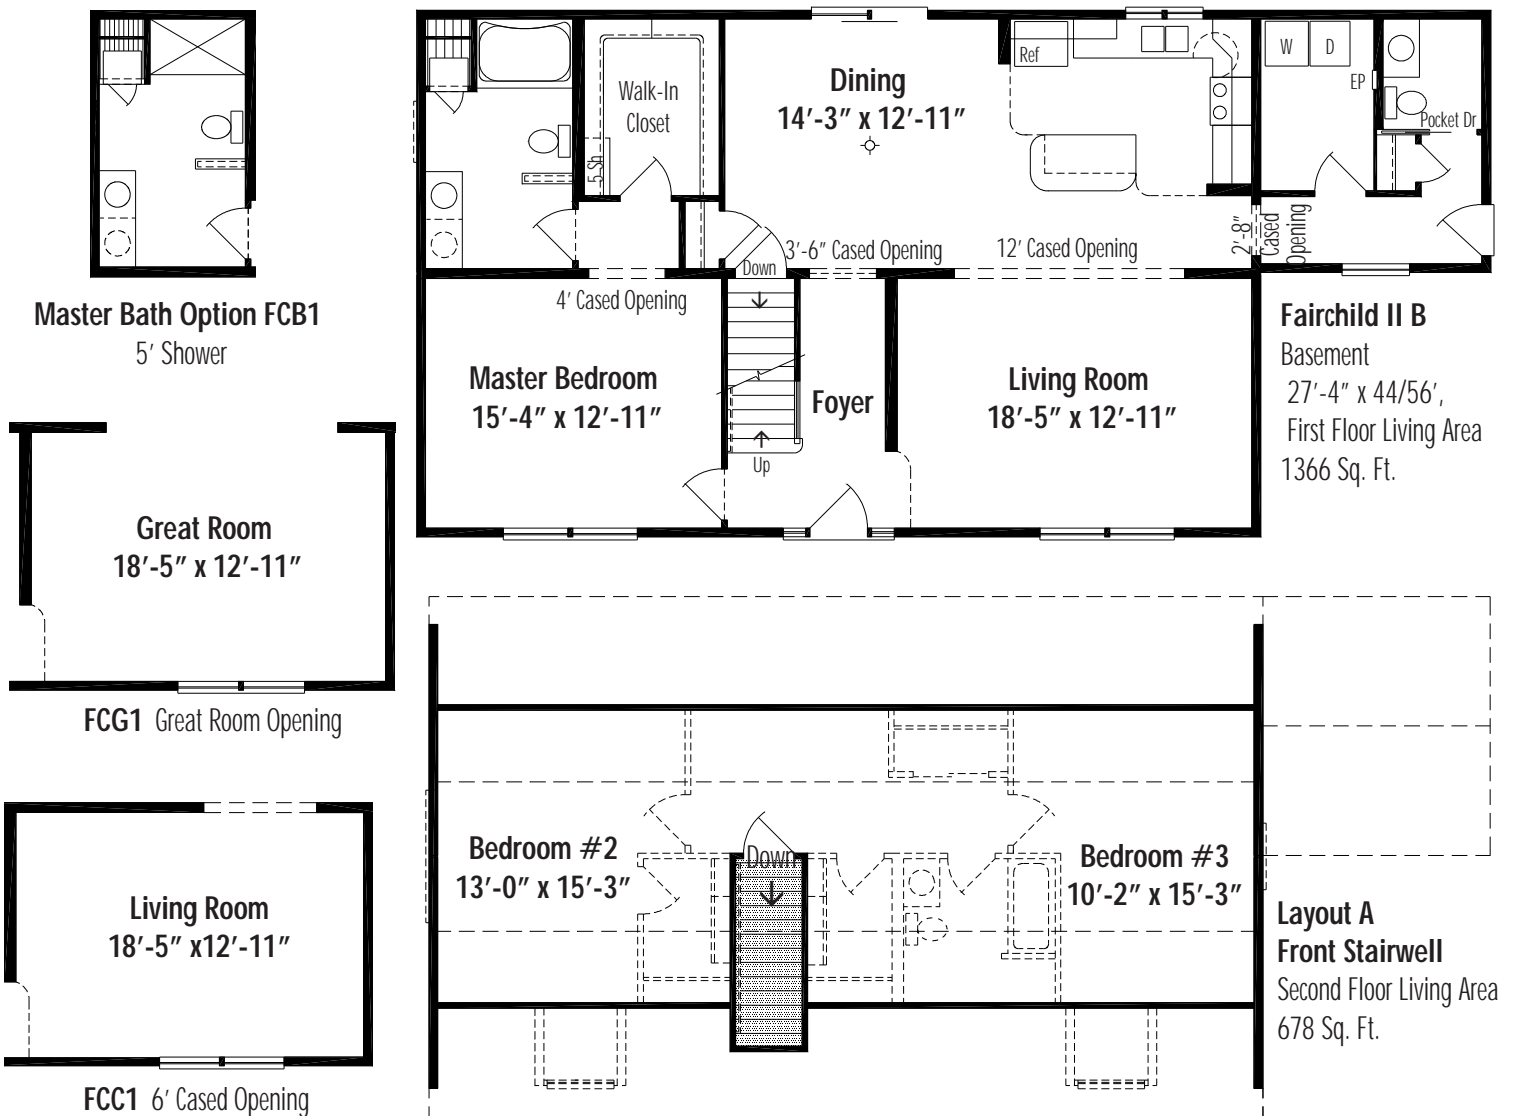 Master Bath Option FCB1
5′ Shower
Great Room
18′-5″ x 12′-11″
FCG1 Great Room Opening
Living Room
18′-5″ x12′-11″
FCC1 6′ Cased Opening
Walk-In
Closet
5 Sh
Dining
14′-3″ x 12′-11″
Ref
W
D
EP
Pocket Dr
2′-8″
Cased
Opening
3′-6″ Cased Opening
12′ Cased Opening
Down
4′ Cased Opening
Master Bedroom
15′-4″ x 12′-11″
Up
Foyer
Living Room
18′-5″ x 12′-11″
Fairchild II B
Basement
27′-4″ x 44/56′,
First Floor Living Area
1366 Sq. Ft.
Bedroom #2
13′-0″ x 15′-3″
Down
Bedroom #3
10′-2″ x 15′-3″
Layout A
Front Stairwell
Second Floor Living Area
678 Sq. Ft.